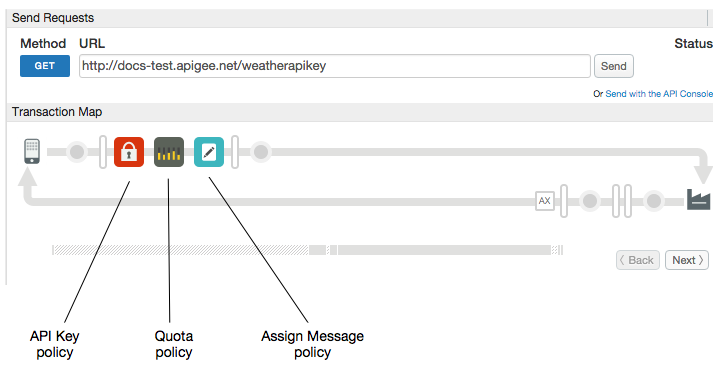 Send Requests
Method URL Status
GET http://docs-test.apigee.net/weatherapikey Send
Or Send with the API Console
Transaction Map
AX
〈 Back Next 〉
API Key
policy
Quota
policy
Assign Message
policy